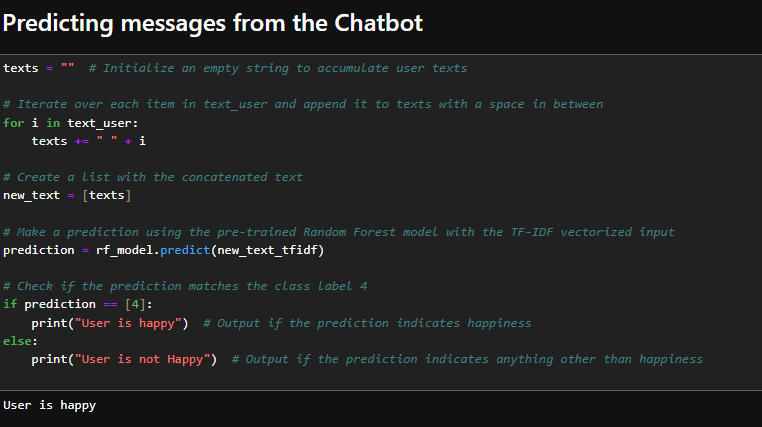 Predicting messages from the Chatbot
texts = ""  # Initialize an empty string to accumulate user texts
# Iterate over each item in text_user and append it to texts with a space in between
for i in text_user:
    texts += " " + i
# Create a list with the concatenated text
new_text = [texts]
# Make a prediction using the pre-trained Random Forest model with the TF-IDF vectorized input
prediction = rf_model.predict(new_text_tfidf)
# Check if the prediction matches the class label 4
if prediction == [4]:
    print("User is happy")  # Output if the prediction indicates happiness
else:
    print("User is not Happy")  # Output if the prediction indicates anything other than happiness
User is happy